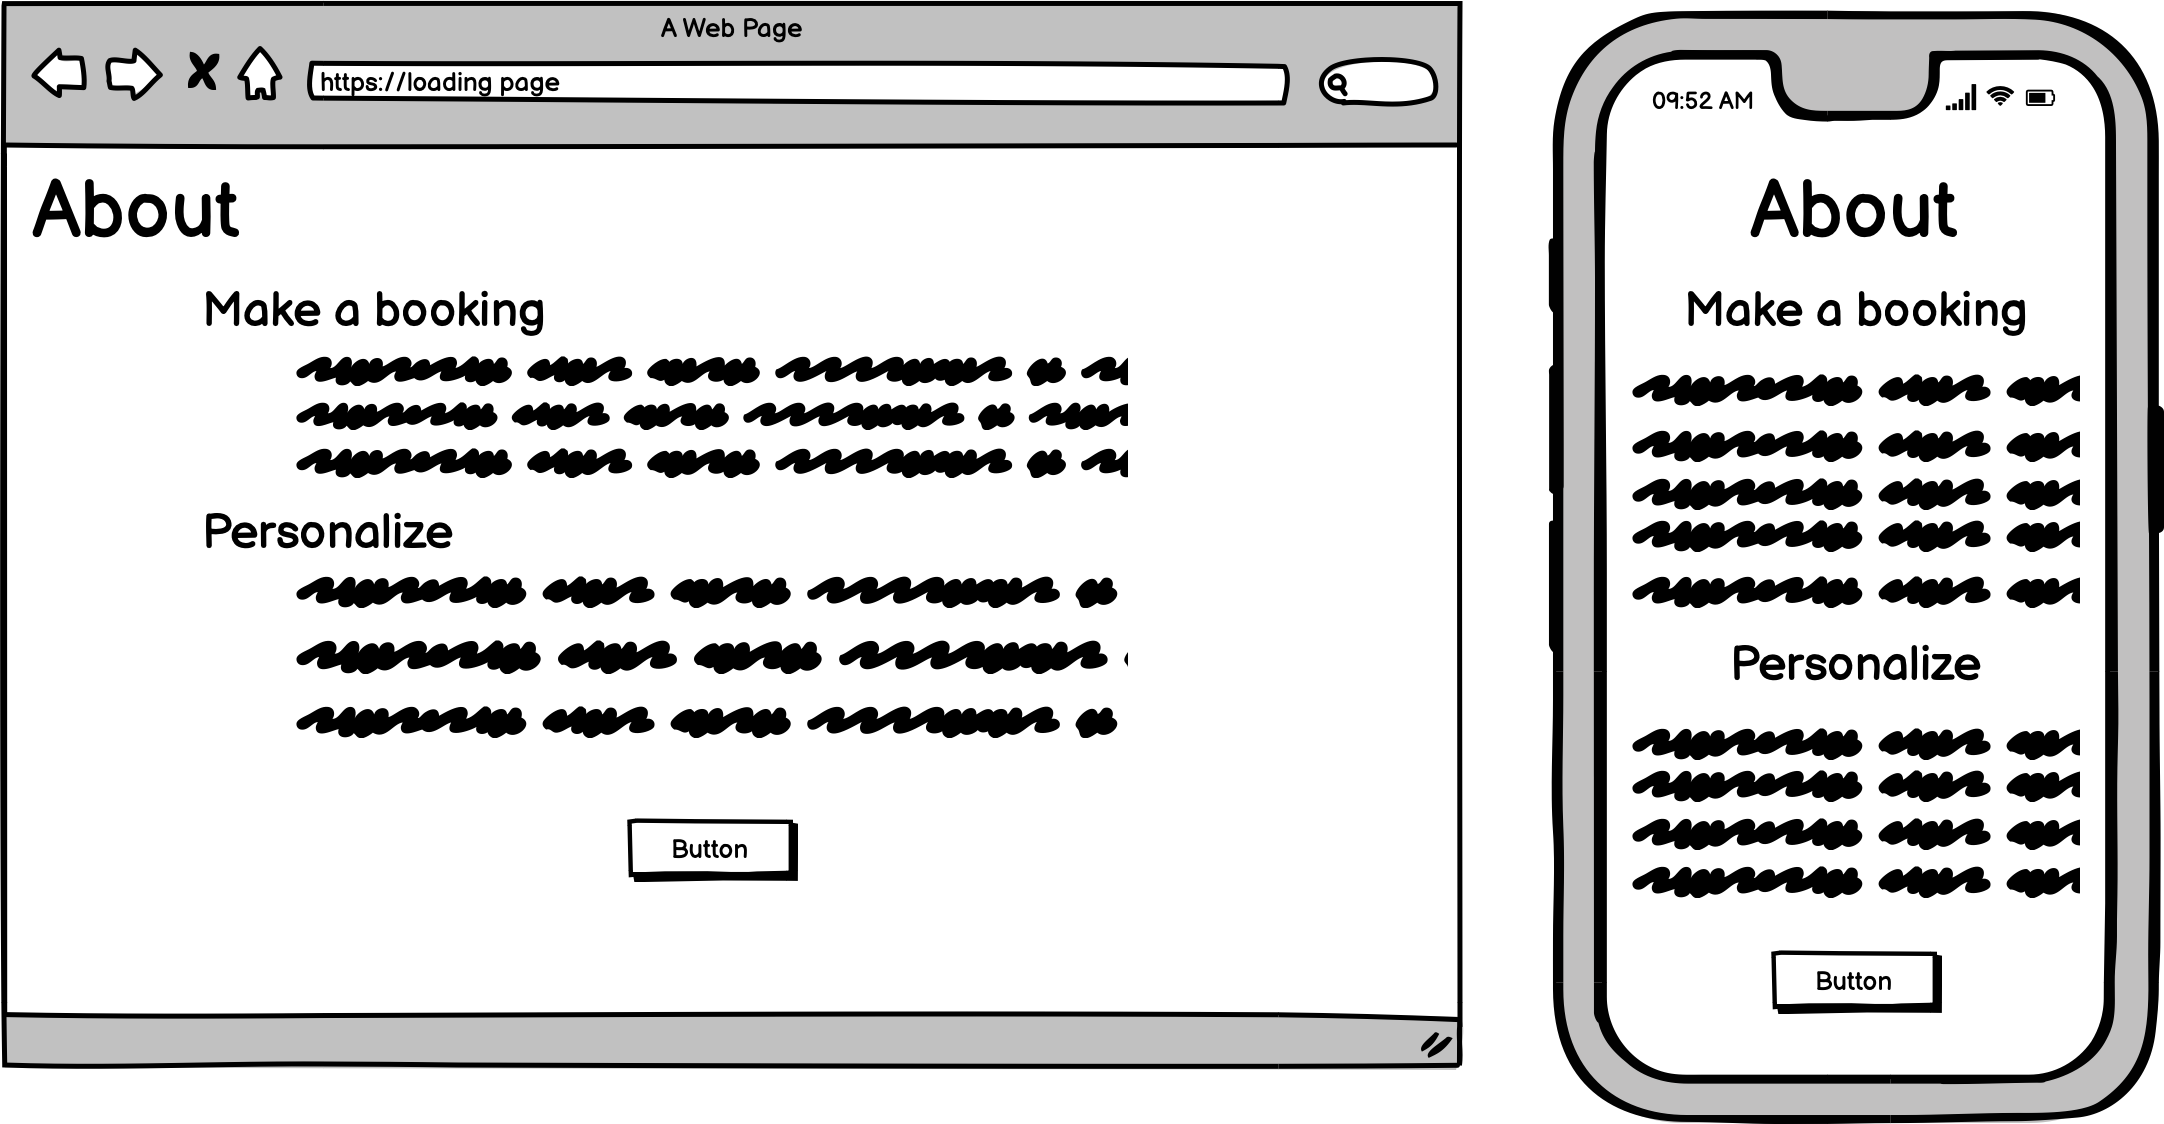 A Web Page
https://loading page
About
Make a booking
Personalize
Button
09:52 AM
About
Make a booking
Personalize
Button